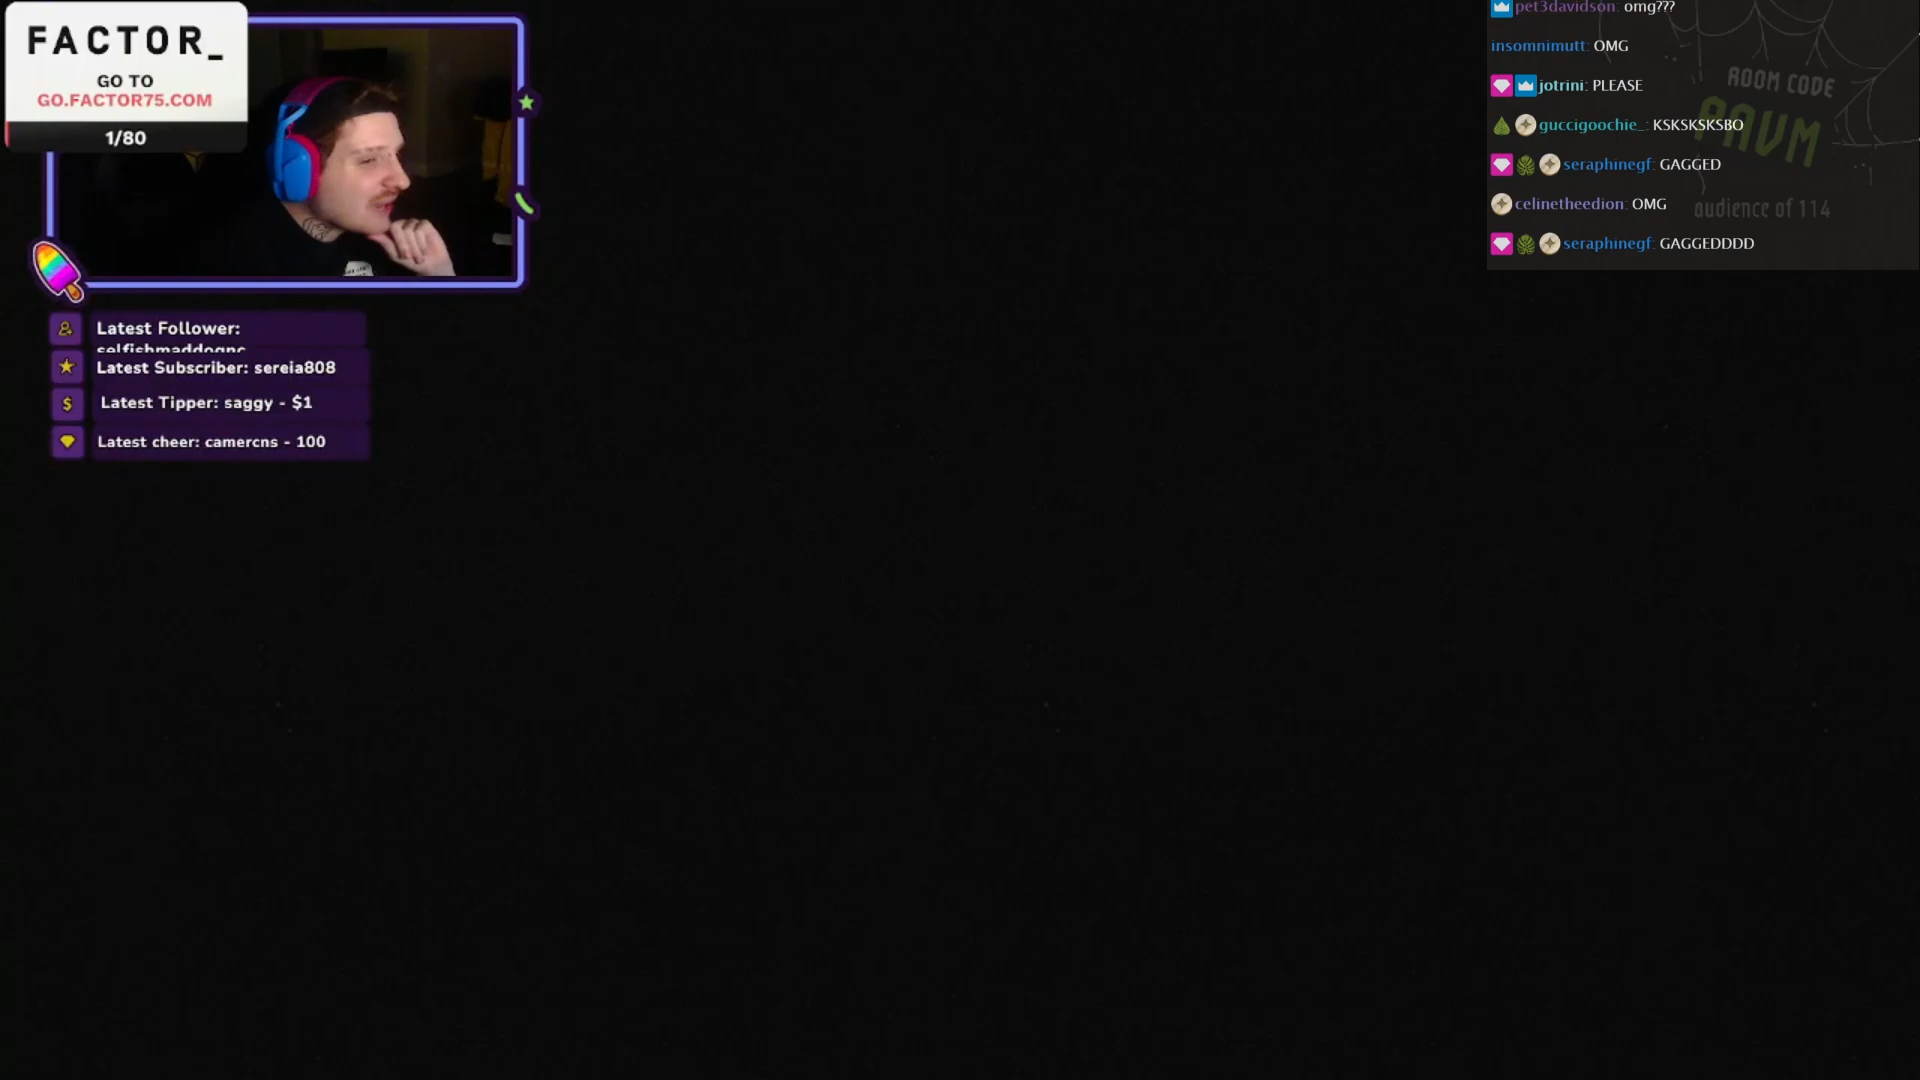 FACTOR_
GO TO
GO.FACTOR75.COM
1/80
Latest Follower:
selfishmaddognc
Latest Subscriber: sereia808
Latest Tipper: saggy - $1
Latest cheer: camercns - 100
pet3davidson: omg???
insomnimutt: OMG
jotrini: PLEASE
guccigoochie_: KSKSKSKSBO
seraphinegf: GAGGED
celinetheedion: OMG
seraphinegf: GAGGEDDDD
ROOM CODE
AAVM
audience of 114